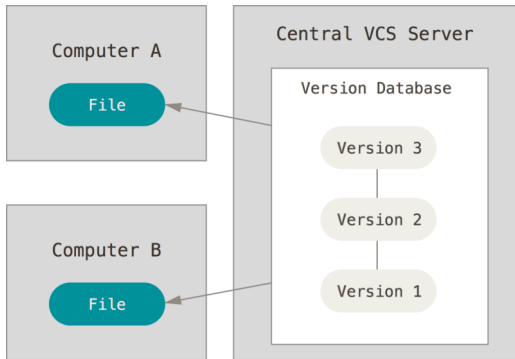 Computer A
File
Computer B
File
Central VCS Server
Version Database
Version 3
Version 2
Version 1